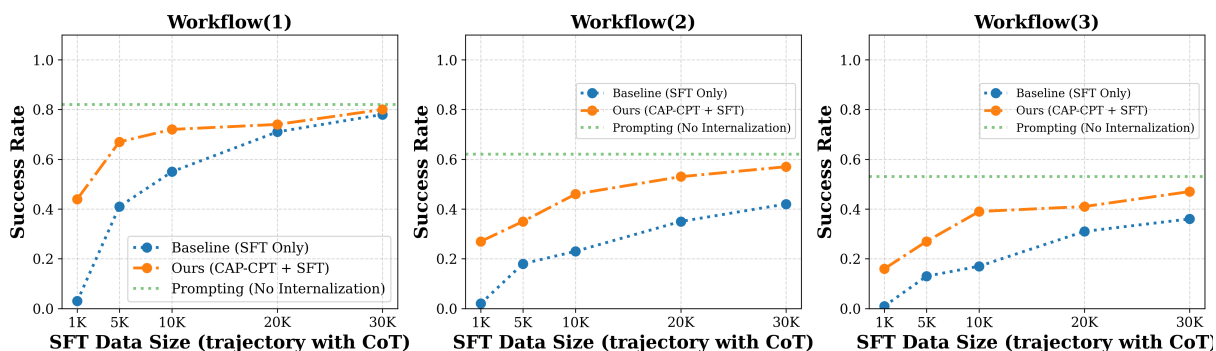 Workflow(1)
Success Rate
1.0
0.8
0.6
0.4
0.2
0.0
Baseline (SFT Only)
Ours (CAP-CPT + SFT)
Prompting (No Internalization)
1K 5K 10K 20K 30K
SFT Data Size (trajectory with CoT)
Workflow(2)
Success Rate
1.0
0.8
0.6
0.4
0.2
0.0
Baseline (SFT Only)
Ours (CAP-CPT + SFT)
Prompting (No Internalization)
1K 5K 10K 20K 30K
SFT Data Size (trajectory with CoT)
Workflow(3)
Success Rate
1.0
0.8
0.6
0.4
0.2
0.0
Baseline (SFT Only)
Ours (CAP-CPT + SFT)
Prompting (No Internalization)
1K 5K 10K 20K 30K
SFT Data Size (trajectory with CoT)